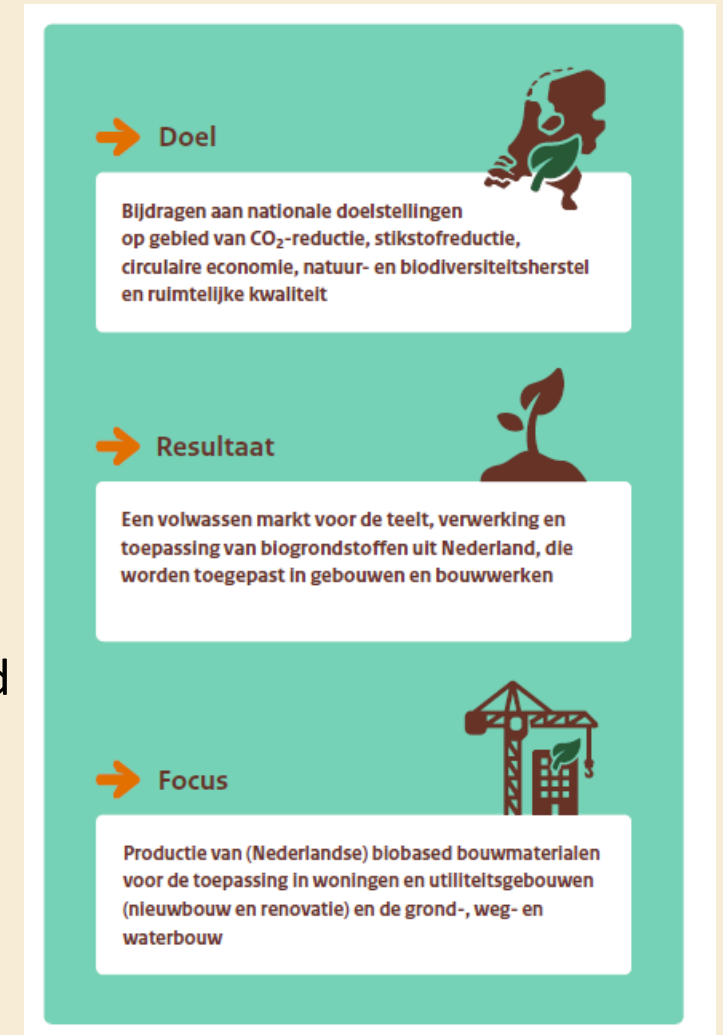 Doel
Bijdragen aan nationale doelstellingen
op gebied van CO₂-reductie, stikstofreductie,
circulaire economie, natuur- en biodiversiteitsherstel
en ruimtelijke kwaliteit
Resultaat
Een volwassen markt voor de teelt, verwerking en
toepassing van biogrondstoffen uit Nederland, die
worden toegepast in gebouwen en bouwwerken
d
Focus
Productie van (Nederlandse) biobased bouwmaterialen
voor de toepassing in woningen en utiliteitsgebouwen
(nieuwbouw en renovatie) en de grond-, weg- en
waterbouw